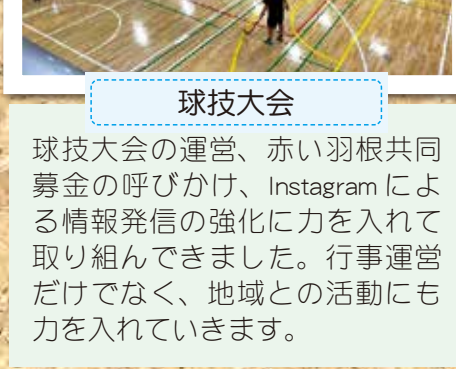 球技大会
球技大会の運営、赤い羽根共同
募金の呼びかけ、Instagram によ
る情報発信の強化に力を入れて
取り組んできました。行事運営
だけでなく、地域との活動にも
力を入れていきます。